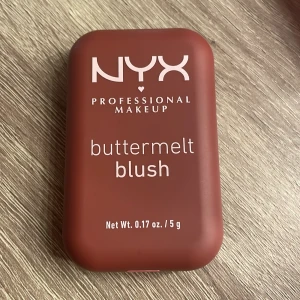 NYX
PROFESSIONAL
MAKEUP
buttermelt
blush
Net Wt. 0.17 oz. / 5 g